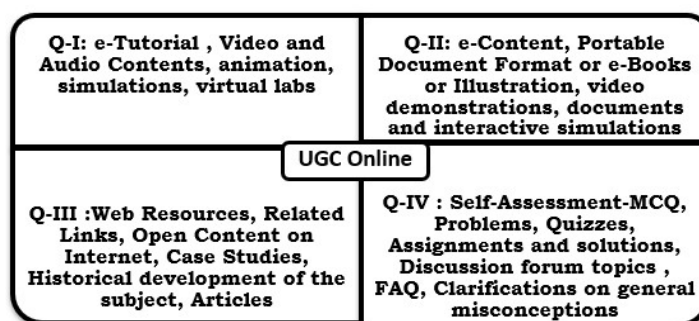 Q-I: e-Tutorial , Video and
Audio Contents, animation,
simulations, virtual labs
Q-II: e-Content, Portable
Document Format or e-Books
or Illustration, video
demonstrations, documents
and interactive simulations
UGC Online
Q-III :Web Resources, Related
Links, Open Content on
Internet, Case Studies,
Historical development of the
subject, Articles
Q-IV : Self-Assessment-MCQ,
Problems, Quizzes,
Assignments and solutions,
Discussion forum topics ,
FAQ, Clarifications on general
misconceptions